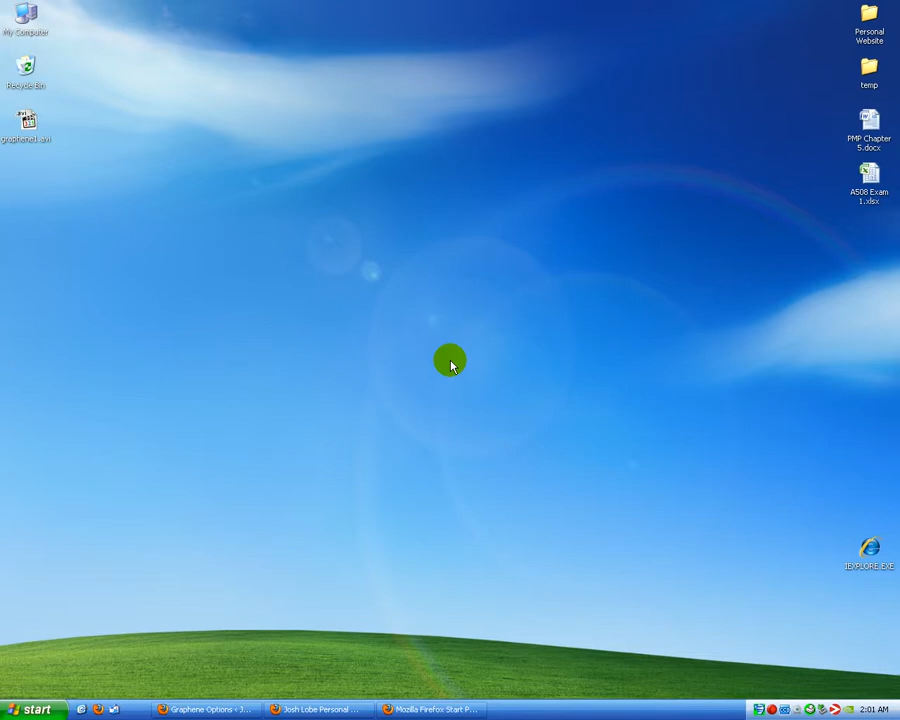 My Computer
Recycle Bin
graphene1.avi
Personal
Website
temp
PMP Chapter
5.docx
A508 Exam
1.xlsx
IEXPLORE.EXE
start
Graphene Options ‹ J...
Josh Lobe Personal ...
Mozilla Firefox Start P...
2:01 AM